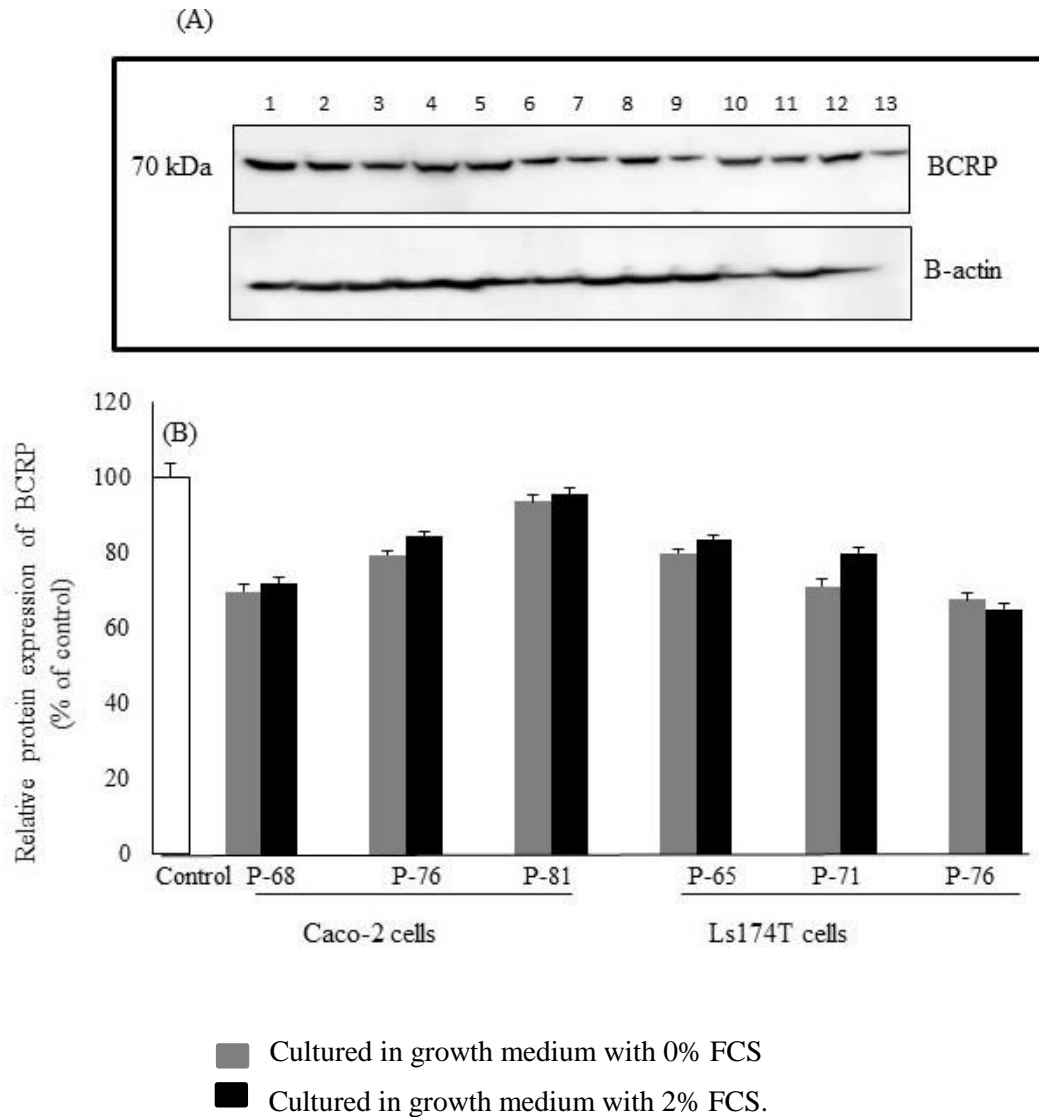 (A)
1 2 3 4 5 6 7 8 9 10 11 12 13
70 kDa BCRP
B-actin
Relative protein expression of BCRP
(% of control)
120
(B)
100
80
60
40
20
0
Control P-68 P-76 P-81 P-65 P-71 P-76
Caco-2 cells Ls174T cells
Cultured in growth medium with 0% FCS
Cultured in growth medium with 2% FCS.